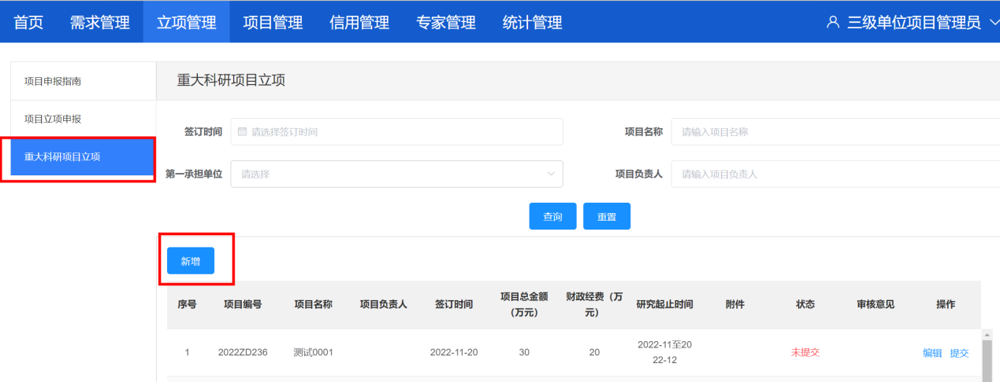 首页 需求管理 立项管理 项目管理 信用管理 专家管理 统计管理 三级单位项目管理员
项目申报指南
项目立项申报
重大科研项目立项
重大科研项目立项
签订时间 请选择签订时间 项目名称 请输入项目名称
第一承担单位 请选择 项目负责人 请输入项目负责人
查询 重置
新增
序号 项目编号 项目名称 项目负责人 签订时间 项目总金额 财政经费（万 研究起止时间 附件 状态 审核意见 操作
（万元） 元）
1 2022ZD236 测试0001 2022-11-20 30 20 2022-11至20 未提交 编辑 提交
22-12